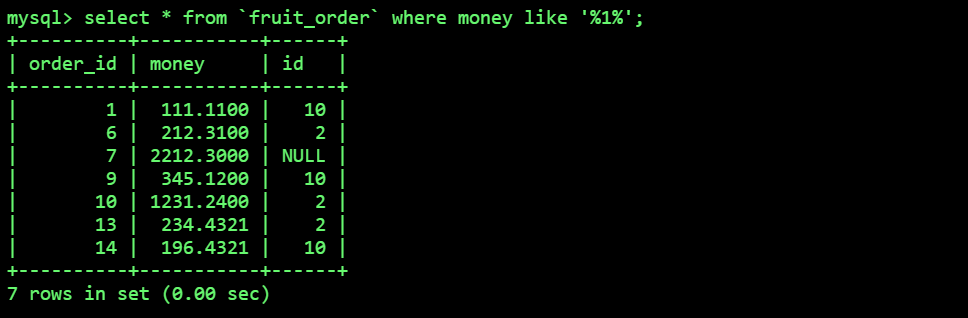 mysql> select * from `fruit_order` where money like '%1%';
+----------+-----------+------+
| order_id | money     | id   |
+----------+-----------+------+
|        1 |  111.1100 |   10 |
|        6 |  212.3100 |    2 |
|        7 | 2212.3000 | NULL |
|        9 |  345.1200 |   10 |
|       10 | 1231.2400 |    2 |
|       13 |  234.4321 |    2 |
|       14 |  196.4321 |   10 |
+----------+-----------+------+
7 rows in set (0.00 sec)